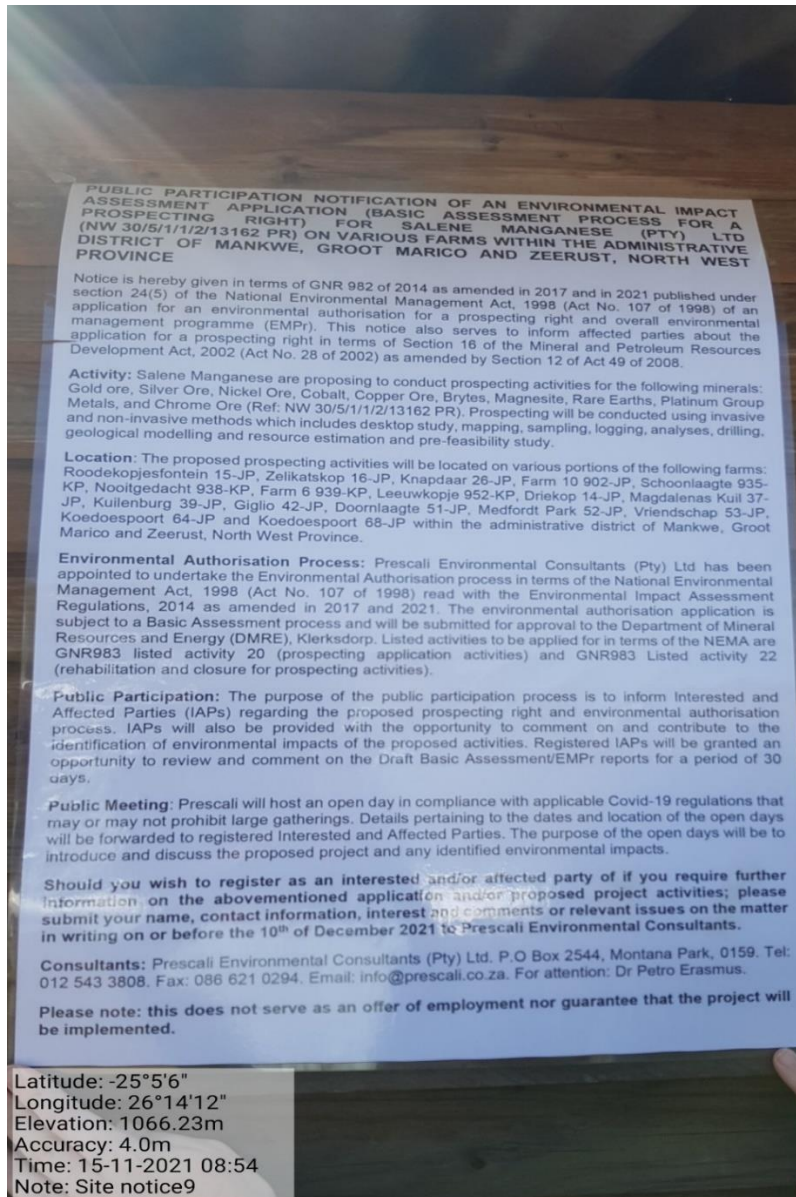 PUBLIC PARTICIPATION NOTIFICATION OF AN ENVIRONMENTAL IMPACT
ASSESSMENT APPLICATION (BASIC ASSESSMENT PROCESS FOR A
PROSPECTING RIGHT) FOR SALENE MANGANESE (PTY) LTD
(NW 30/5/1/1/2/13162 PR) ON VARIOUS FARMS WITHIN THE ADMINISTRATIVE
DISTRICT OF MANKWE, GROOT MARICO AND ZEERUST, NORTH WEST
PROVINCE
Notice is hereby given in terms of GNR 982 of 2014 as amended in 2017 and in 2021 published under
section 24(5) of the National Environmental Management Act, 1998 (Act No. 107 of 1998) of an
application for an environmental authorisation for a prospecting right and overall environmental
management programme (EMPr). This notice also serves to inform affected parties about the
application for a prospecting right in terms of Section 16 of the Mineral and Petroleum Resources
Development Act, 2002 (Act No. 28 of 2002) as amended by Section 12 of Act 49 of 2008.
Activity: Salene Manganese are proposing to conduct prospecting activities for the following minerals:
Gold ore, Silver Ore, Nickel Ore, Cobalt, Copper Ore, Brytes, Magnesite, Rare Earths, Platinum Group
Metals, and Chrome Ore (Ref: NW 30/5/1/1/2/13162 PR). Prospecting will be conducted using invasive
and non-invasive methods which includes desktop study, mapping, sampling, logging, analyses, drilling,
geological modelling and resource estimation and pre-feasibility study.
Location: The proposed prospecting activities will be located on various portions of the following farms:
Roodekopjesfontein 15-JP, Zelikatskop 16-JP, Knapdaar 26-JP, Farm 10 902-JP, Schoonlaagte 935-
KP, Nooitgedacht 938-KP, Farm 6 939-KP, Leeuwkopje 952-KP, Driekop 14-JP, Magdalenas Kuil 37-
JP, Kuilenburg 39-JP, Giglio 42-JP, Doornlaagte 51-JP, Medfordt Park 52-JP, Vriendschap 53-JP,
Koedoespoort 64-JP and Koedoespoort 68-JP within the administrative district of Mankwe, Groot
Marico and Zeerust, North West Province.
Environmental Authorisation Process: Prescali Environmental Consultants (Pty) Ltd has been
appointed to undertake the Environmental Authorisation process in terms of the National Environmental
Management Act, 1998 (Act No. 107 of 1998) read with the Environmental Impact Assessment
Regulations, 2014 as amended in 2017 and 2021. The environmental authorisation application is
subject to a Basic Assessment process and will be submitted for approval to the Department of Mineral
Resources and Energy (DMRE), Klerksdorp. Listed activities to be applied for in terms of the NEMA are
GNR983 listed activity 20 (prospecting application activities) and GNR983 Listed activity 22
(rehabilitation and closure for prospecting activities).
Public Participation: The purpose of the public participation process is to inform Interested and
Affected Parties (IAPs) regarding the proposed prospecting right and environmental authorisation
process. IAPs will also be provided with the opportunity to comment on and contribute to the
identification of environmental impacts of the proposed activities. Registered IAPs will be granted an
opportunity to review and comment on the Draft Basic Assessment/EMPr reports for a period of 30
days.
Public Meeting: Prescali will host an open day in compliance with applicable Covid-19 regulations that
may or may not prohibit large gatherings. Details pertaining to the dates and location of the open days
will be forwarded to registered Interested and Affected Parties. The purpose of the open days will be to
introduce and discuss the proposed project and any identified environmental impacts.
Should you wish to register as an interested and/or affected party of if you require further
information on the abovementioned application and/or proposed project activities; please
submit your name, contact information, interest and comments or relevant issues on the matter
in writing on or before the 10th of December 2021 to Prescali Environmental Consultants.
Consultants: Prescali Environmental Consultants (Pty) Ltd. P.O Box 2544, Montana Park, 0159. Tel:
012 543 3808. Fax: 086 621 0294. Email: info@prescali.co.za. For attention: Dr Petro Erasmus.
Please note: this does not serve as an offer of employment nor guarantee that the project will
be implemented.
Latitude: -25°5'6"
Longitude: 26°14'12"
Elevation: 1066.23m
Accuracy: 4.0m
Time: 15-11-2021 08:54
Note: Site notice9